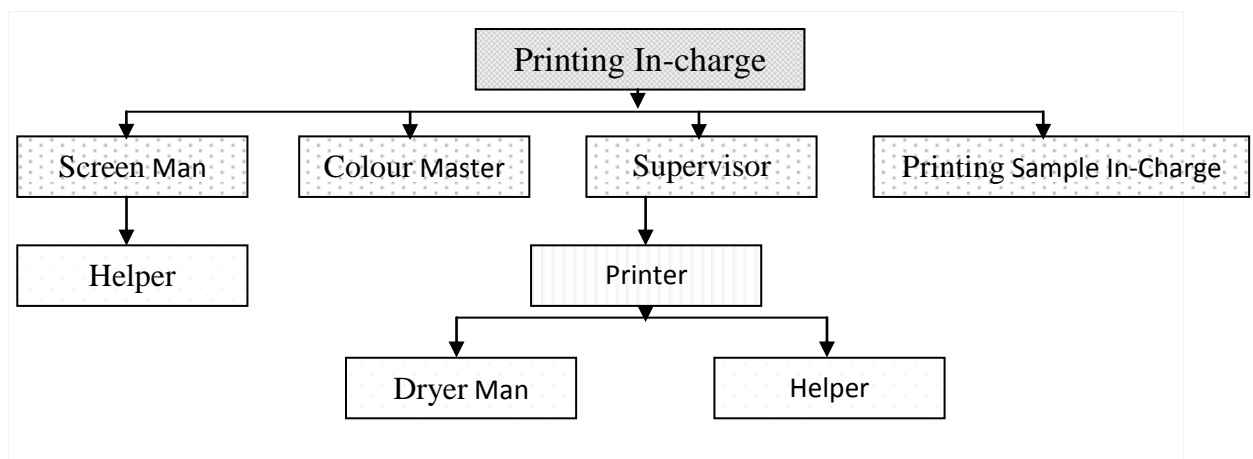 Printing In-charge
Screen Man
Colour Master
Supervisor
Printing Sample In-Charge
Helper
Printer
Dryer Man
Helper